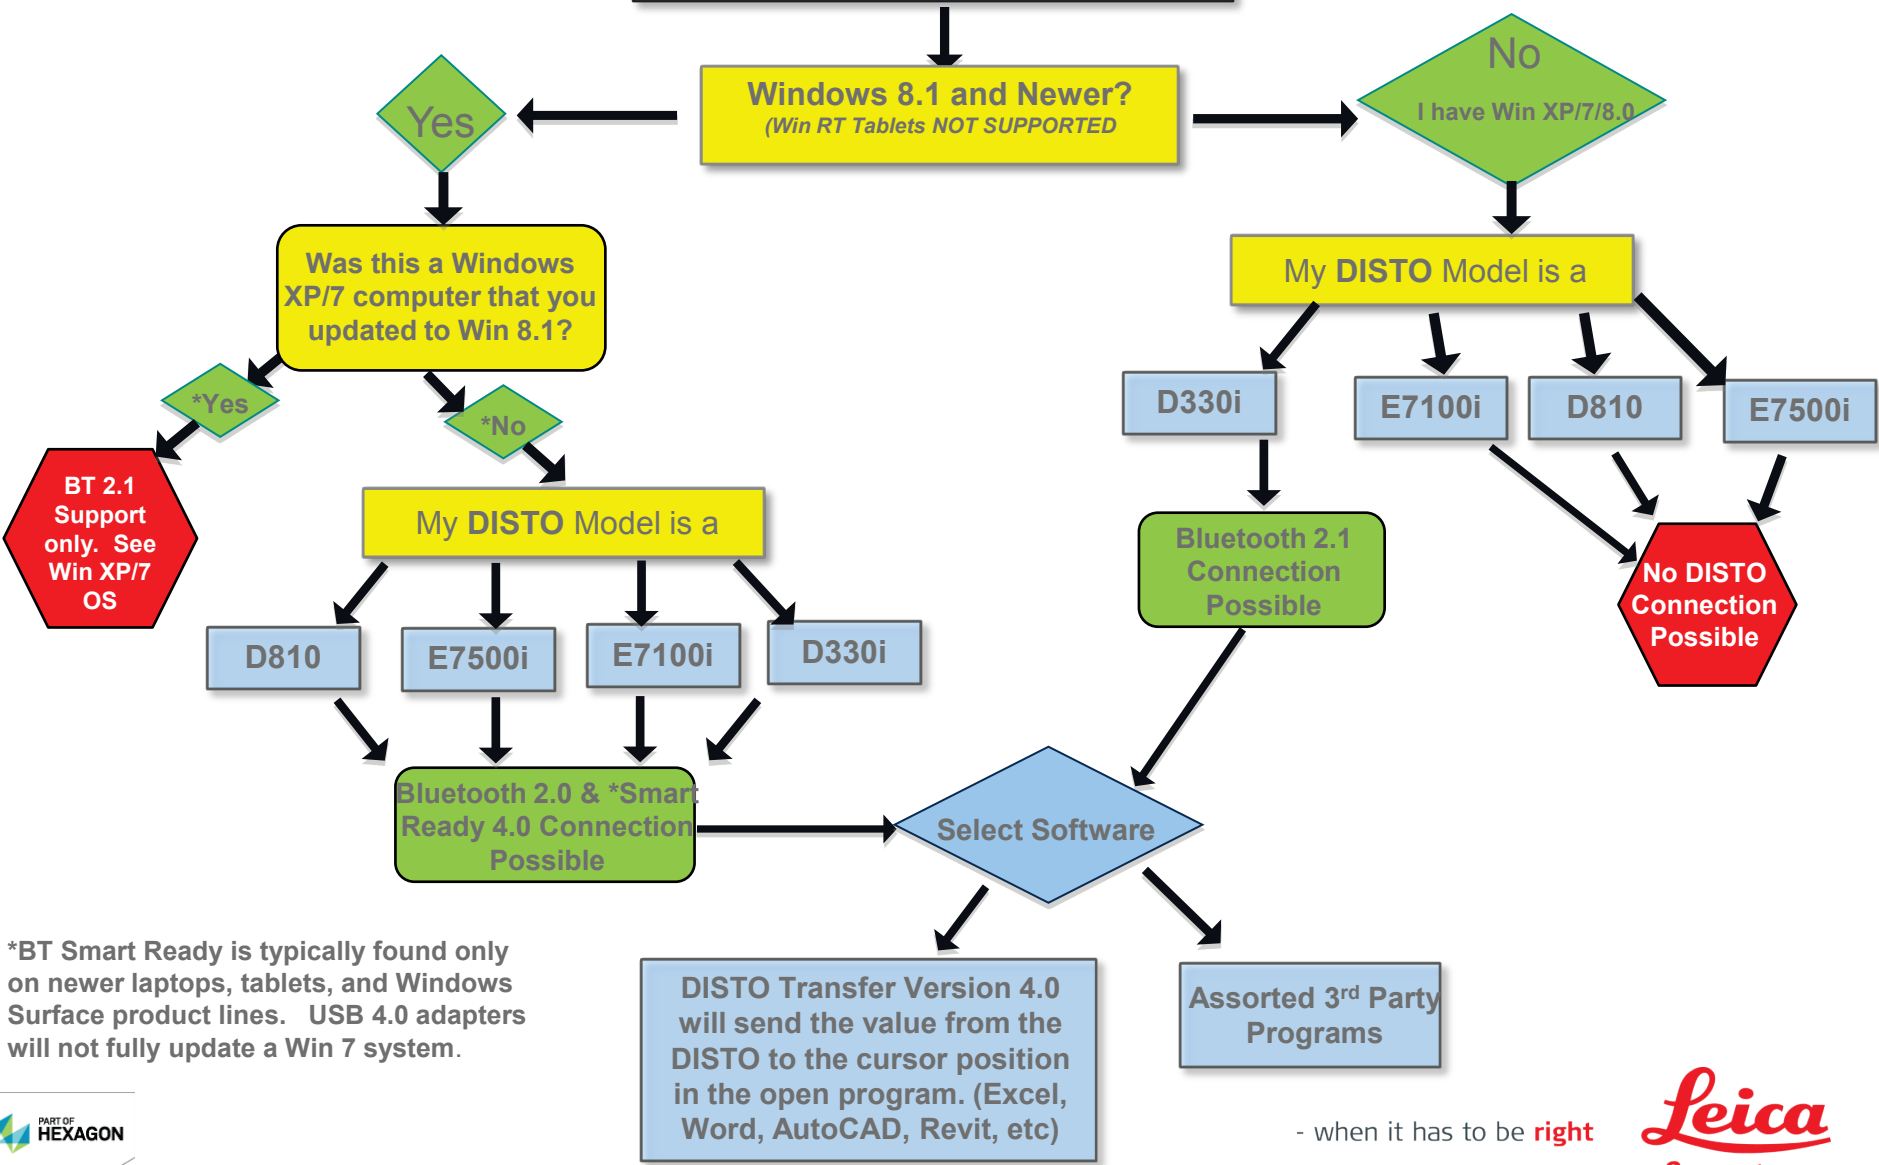 Windows 8.1 and Newer?
(Win RT Tablets NOT SUPPORTED
Yes
No
I have Win XP/7/8.0
Was this a Windows
XP/7 computer that you
updated to Win 8.1?
My DISTO Model is a
*Yes
*No
D330i
E7100i
D810
E7500i
BT 2.1
Support
only. See
Win XP/7
OS
My DISTO Model is a
Bluetooth 2.1
Connection
Possible
No DISTO
Connection
Possible
D810
E7500i
E7100i
D330i
Bluetooth 2.0 & *Smart
Ready 4.0 Connection
Possible
Select Software
*BT Smart Ready is typically found only
on newer laptops, tablets, and Windows
Surface product lines. USB 4.0 adapters
will not fully update a Win 7 system.
DISTO Transfer Version 4.0
will send the value from the
DISTO to the cursor position
in the open program. (Excel,
Word, AutoCAD, Revit, etc)
Assorted 3rd Party
Programs
PART OF
HEXAGON
- when it has to be right
Leica